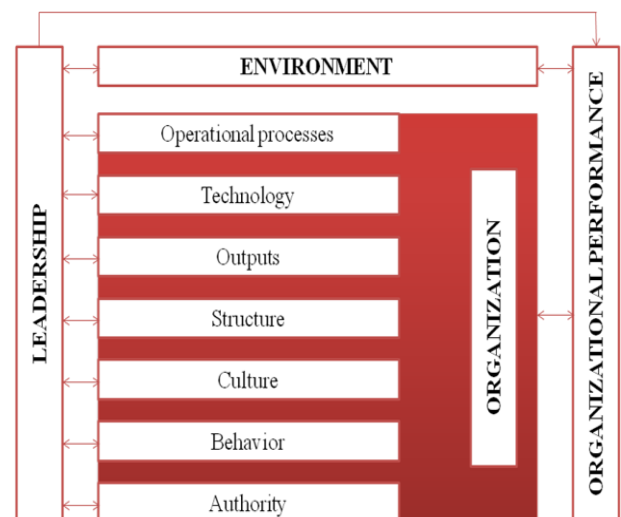 ENVIRONMENT
LEADERSHIP
Operational processes
Technology
Outputs
Structure
Culture
Behavior
Authority
ORGANIZATION
ORGANIZATIONAL PERFORMANCE